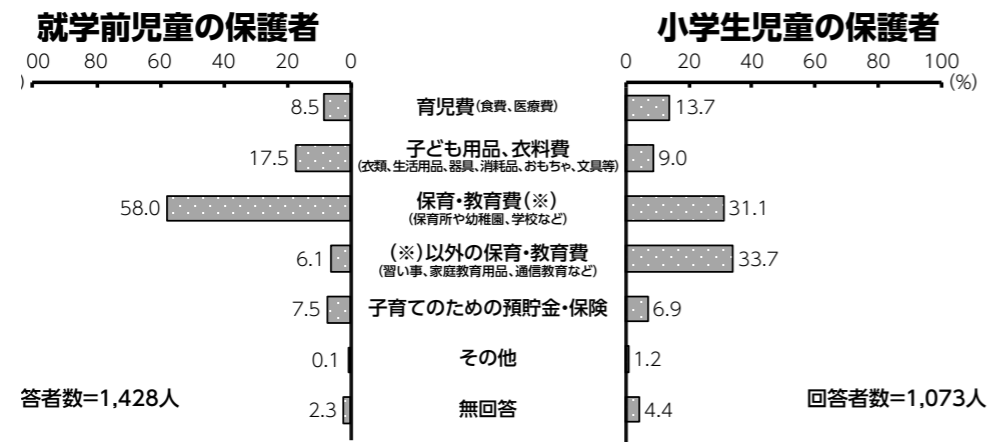 就学前児童の保護者
小学生児童の保護者
00 80 60 40 20 0
)
0 20 40 60 80 100
(%)
8.5 育児費(食費、医療費) 13.7
17.5 子ども用品、衣料費 9.0
(衣類、生活用品、器具、消耗品、おもちゃ、文具等)
58.0 保育・教育費(※) 31.1
(保育所や幼稚園、学校など)
6.1 (※)以外の保育・教育費 33.7
(習い事、家庭教育用品、通信教育など)
7.5 子育てのための預貯金・保険 6.9
0.1 その他 1.2
答者数=1,428人
回答者数=1,073人
2.3 無回答 4.4